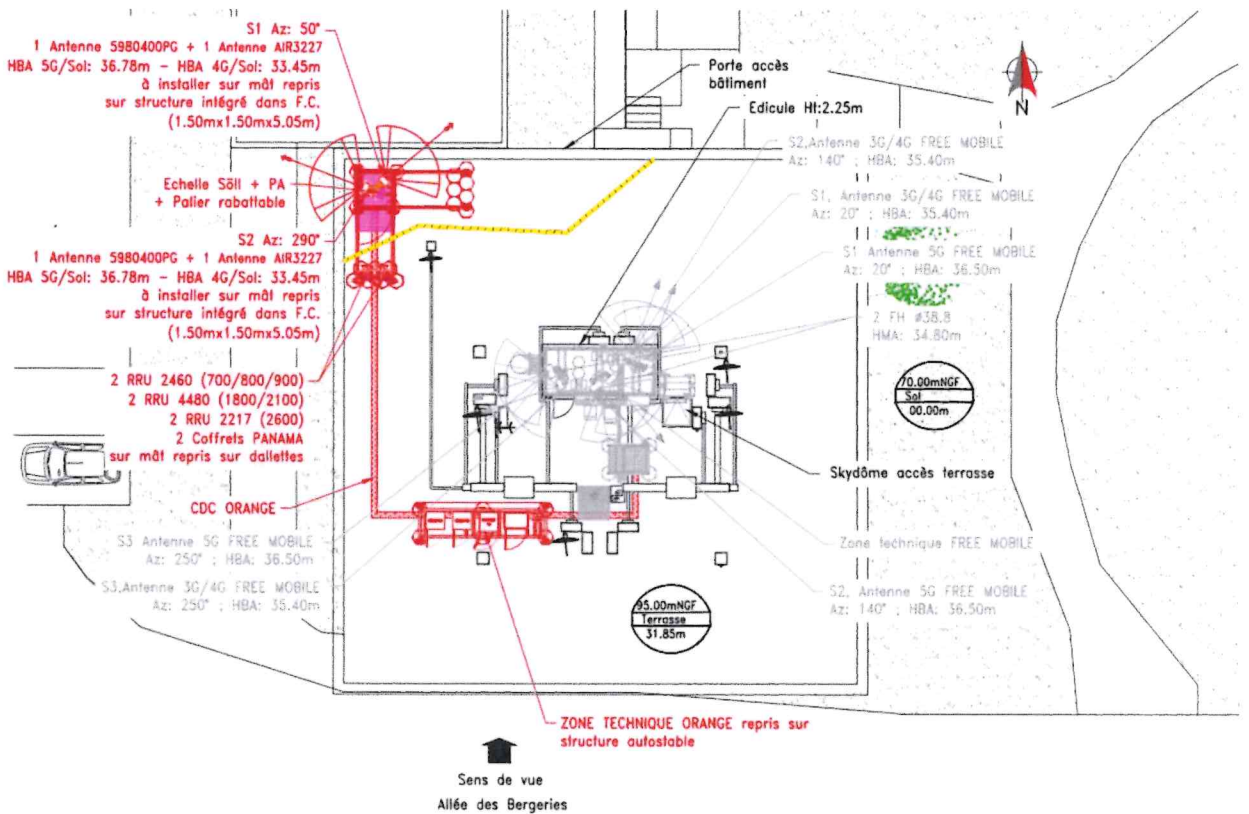 S1 Az: 50°
1 Antenne 5980400PG + 1 Antenne AIR3227
HBA 5G/Sol: 36.78m – HBA 4G/Sol: 33.45m
à installer sur mât repris
sur structure intégré dans F.C.
(1.50mx1.50mx5.05m)
Echelle Söll + PA
+ Palier rabattable
S2 Az: 290°
1 Antenne 5980400PG + 1 Antenne AIR3227
HBA 5G/Sol: 36.78m – HBA 4G/Sol: 33.45m
à installer sur mât repris
sur structure intégré dans F.C.
(1.50mx1.50mx5.05m)
2 RRU 2460 (700/800/900)
2 RRU 4480 (1800/2100)
2 RRU 2217 (2600)
2 Coffrets PANAMA
sur mât repris sur dallettes
CDC ORANGE
S3 Antenne 5G FREE MOBILE
Az: 250° ; HBA: 36.50m
S3,Antenne 3G/4G FREE MOBILE
Az: 250° ; HBA: 35.40m
Porte accès
bâtiment
Edicule Ht:2.25m
N
S2,Antenne 3G/4G FREE MOBILE
Az: 140° ; HBA: 35.40m
S1, Antenne 3G/4G FREE MOBILE
Az: 20° ; HBA: 35.40m
S1 Antenne 5G FREE MOBILE
Az: 20° ; HBA: 36.50m
2 FH ø38.8
HMA: 34.80m
70.00mNGF
Sol
00.00m
Skydôme accès terrasse
Zone technique FREE MOBILE
S2, Antenne 5G FREE MOBILE
Az: 140° ; HBA: 36.50m
95.00mNGF
Terrasse
31.85m
ZONE TECHNIQUE ORANGE repris sur
structure autostable
Sens de vue
Allée des Bergeries